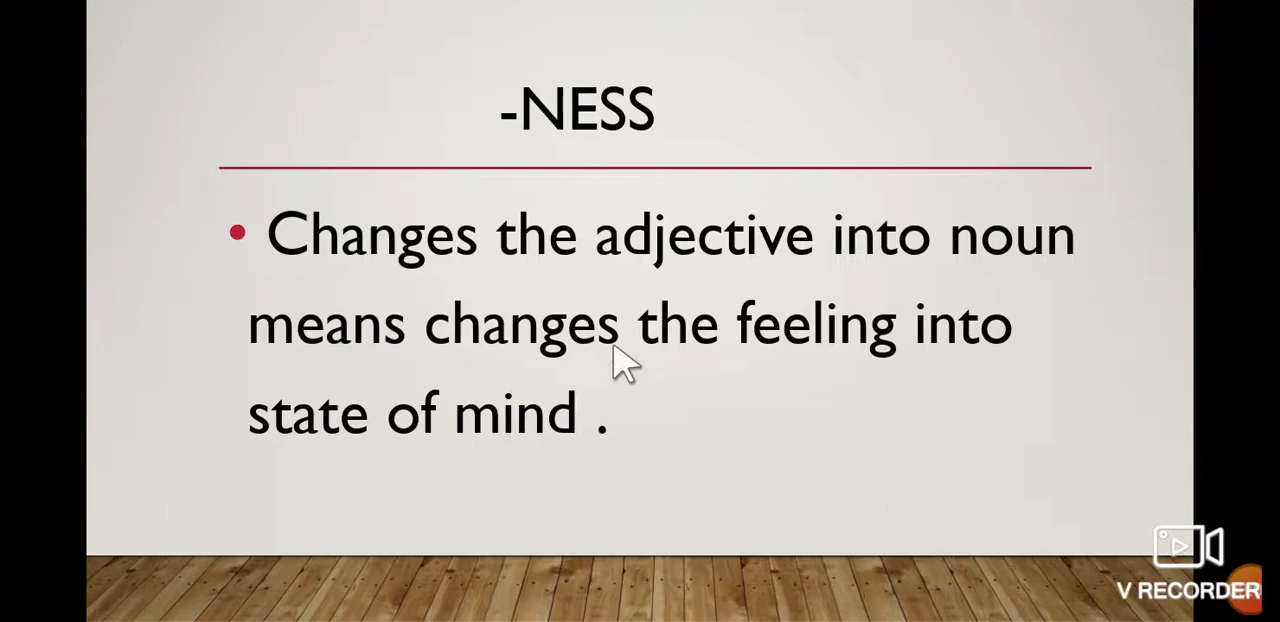 -NESS
• Changes the adjective into noun
means changes the feeling into
state of mind .
V RECORDER